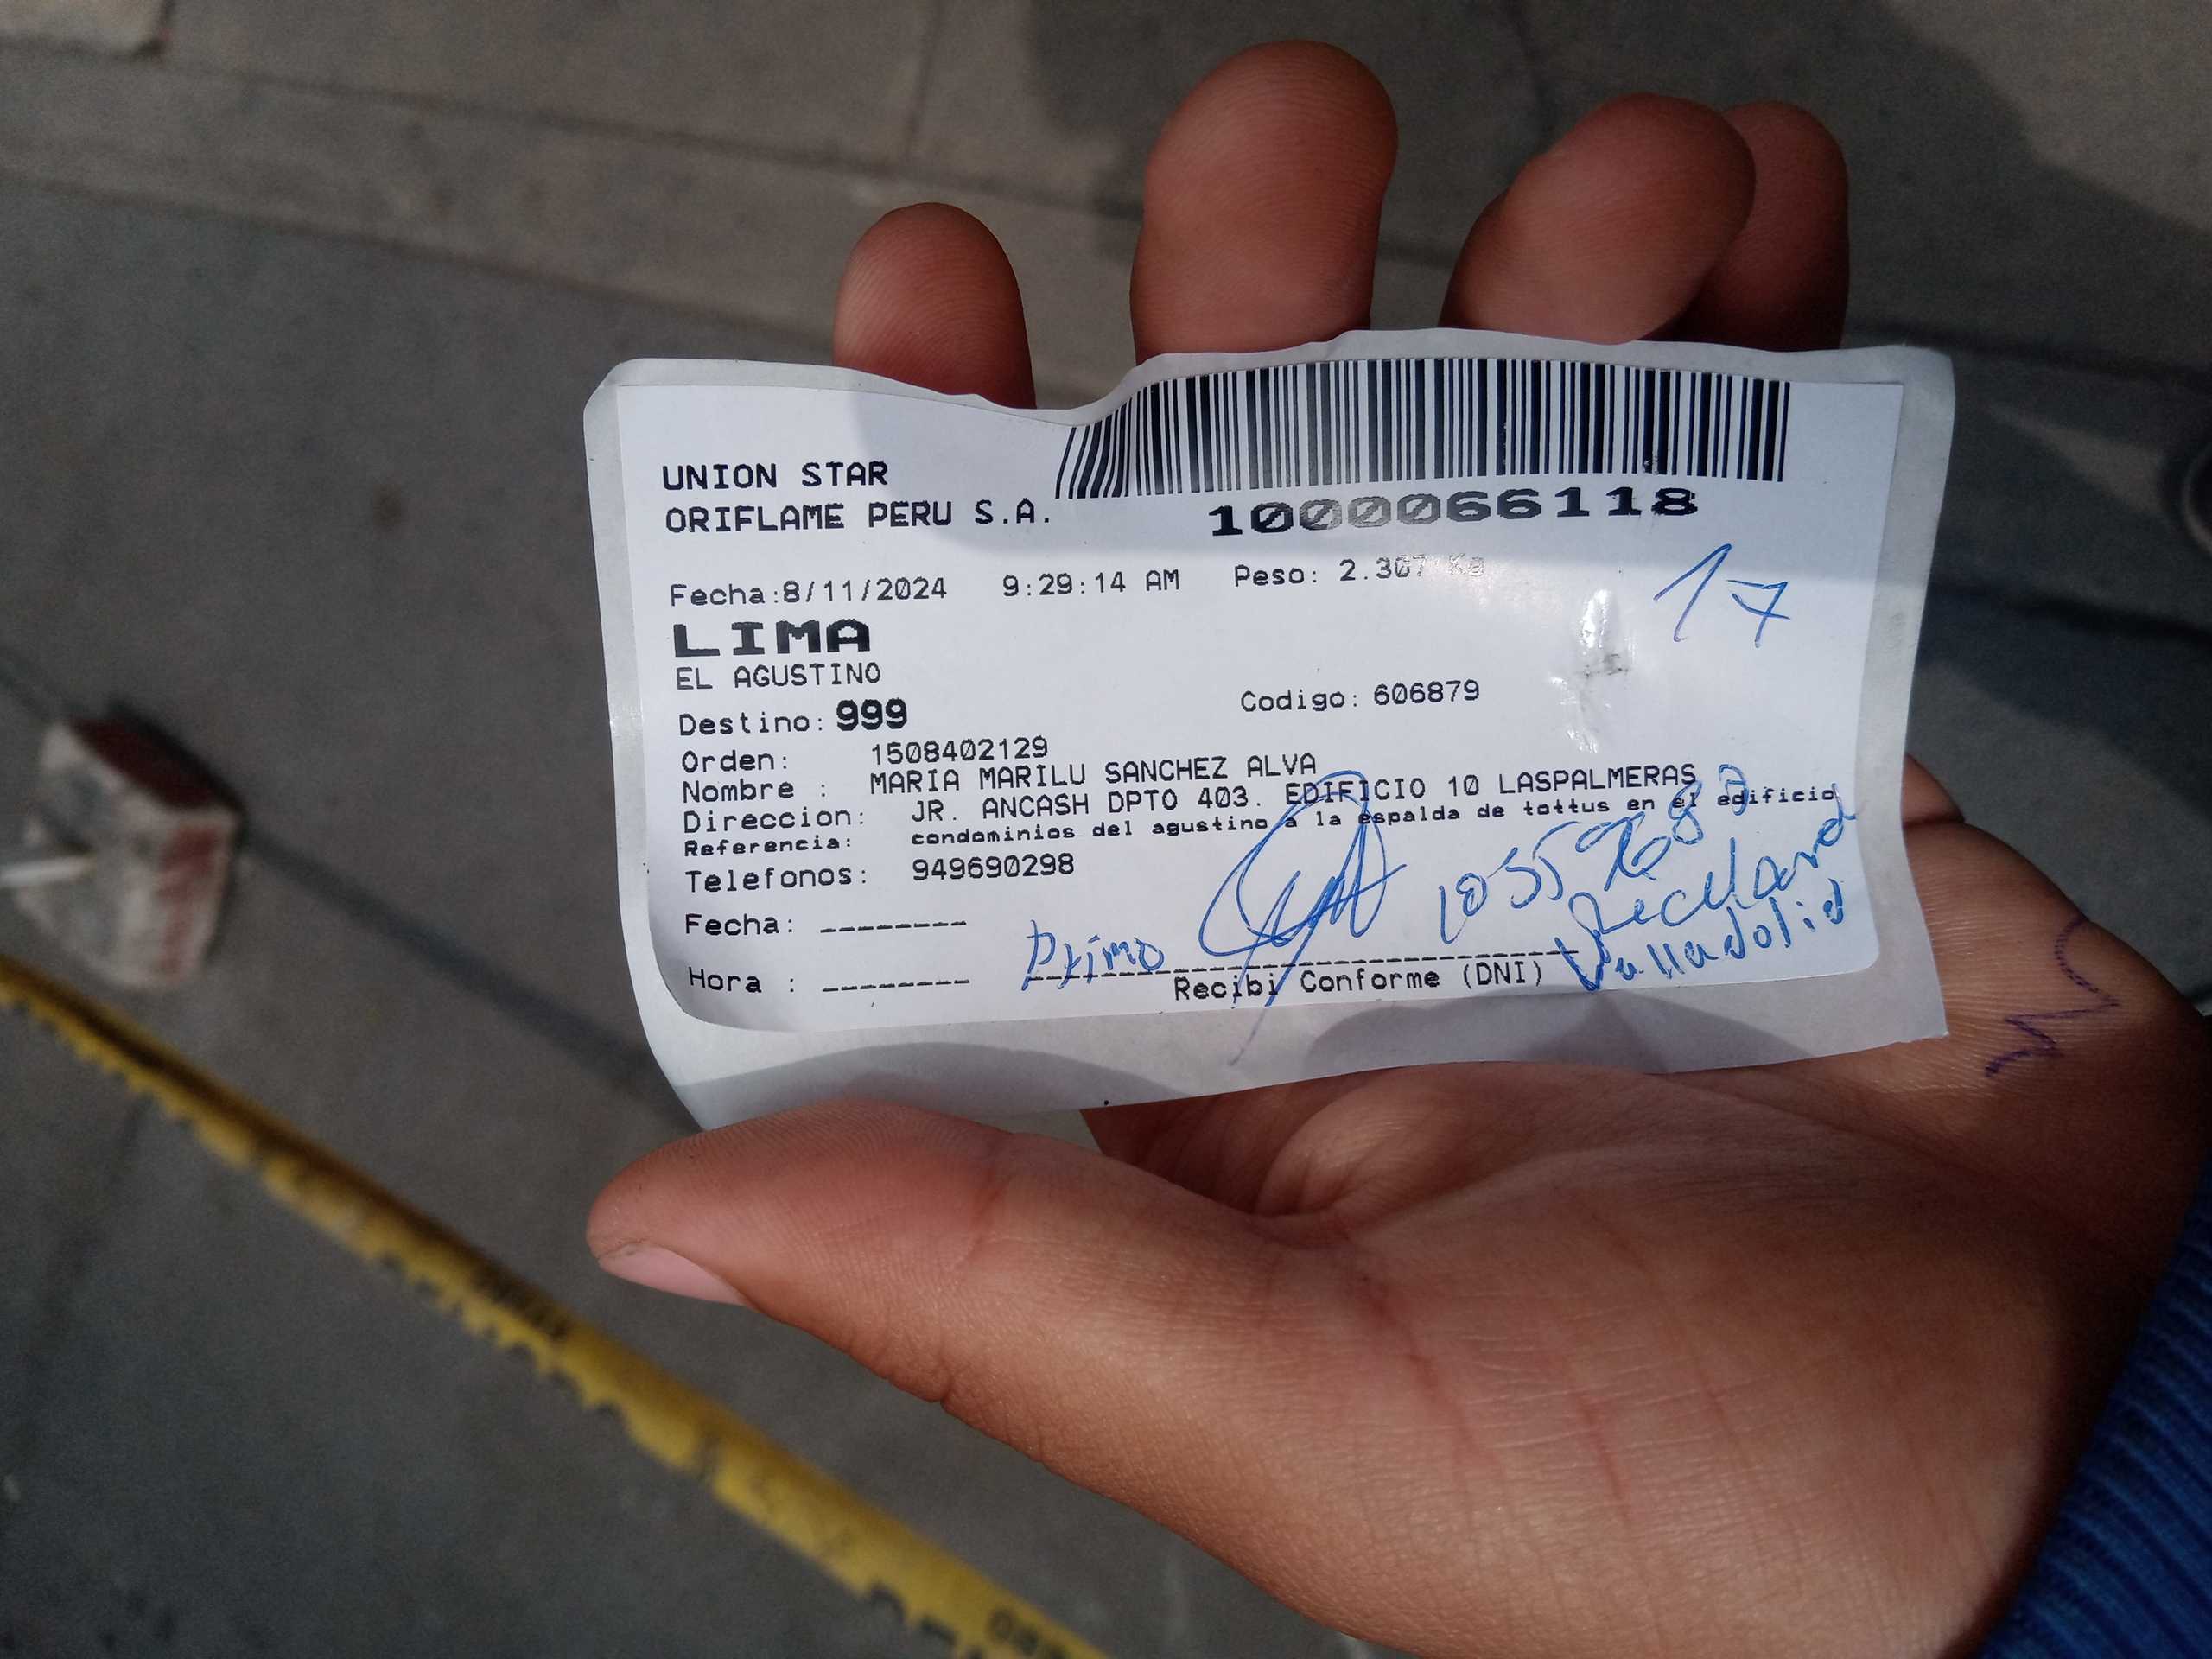 UNION STAR
ORIFLAME PERU S.A.
1000066118
Fecha:8/11/2024 9:29:14 AM Peso: 2.307 Kg
17
LIMA
EL AGUSTINO
Destino: 999 Codigo: 606879
Orden: 1508402129
Nombre : MARIA MARILU SANCHEZ ALVA
Direccion: JR. ANCASH DPTO 403. EDIFICIO 10 LASPALMERAS
Referencia: condominios del agustino a la espalda de tottus en el edificio
Telefonos: 949690298
Fecha: --------
Primo
Valladolid
Hora : --------
Recibi Conforme (DNI)